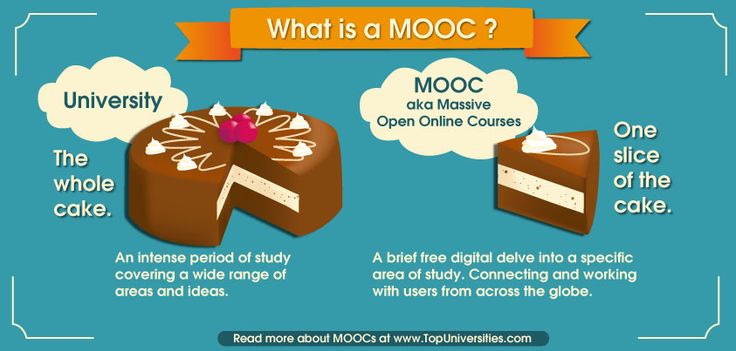 What is a MOOC ?
University
The
whole
cake.
An intense period of study
covering a wide range of
areas and ideas.
MOOC
aka Massive
Open Online Courses
One
slice
of the
cake.
A brief free digital delve into a specific
area of study. Connecting and working
with users from across the globe.
Read more about MOOCs at www.TopUniversities.com